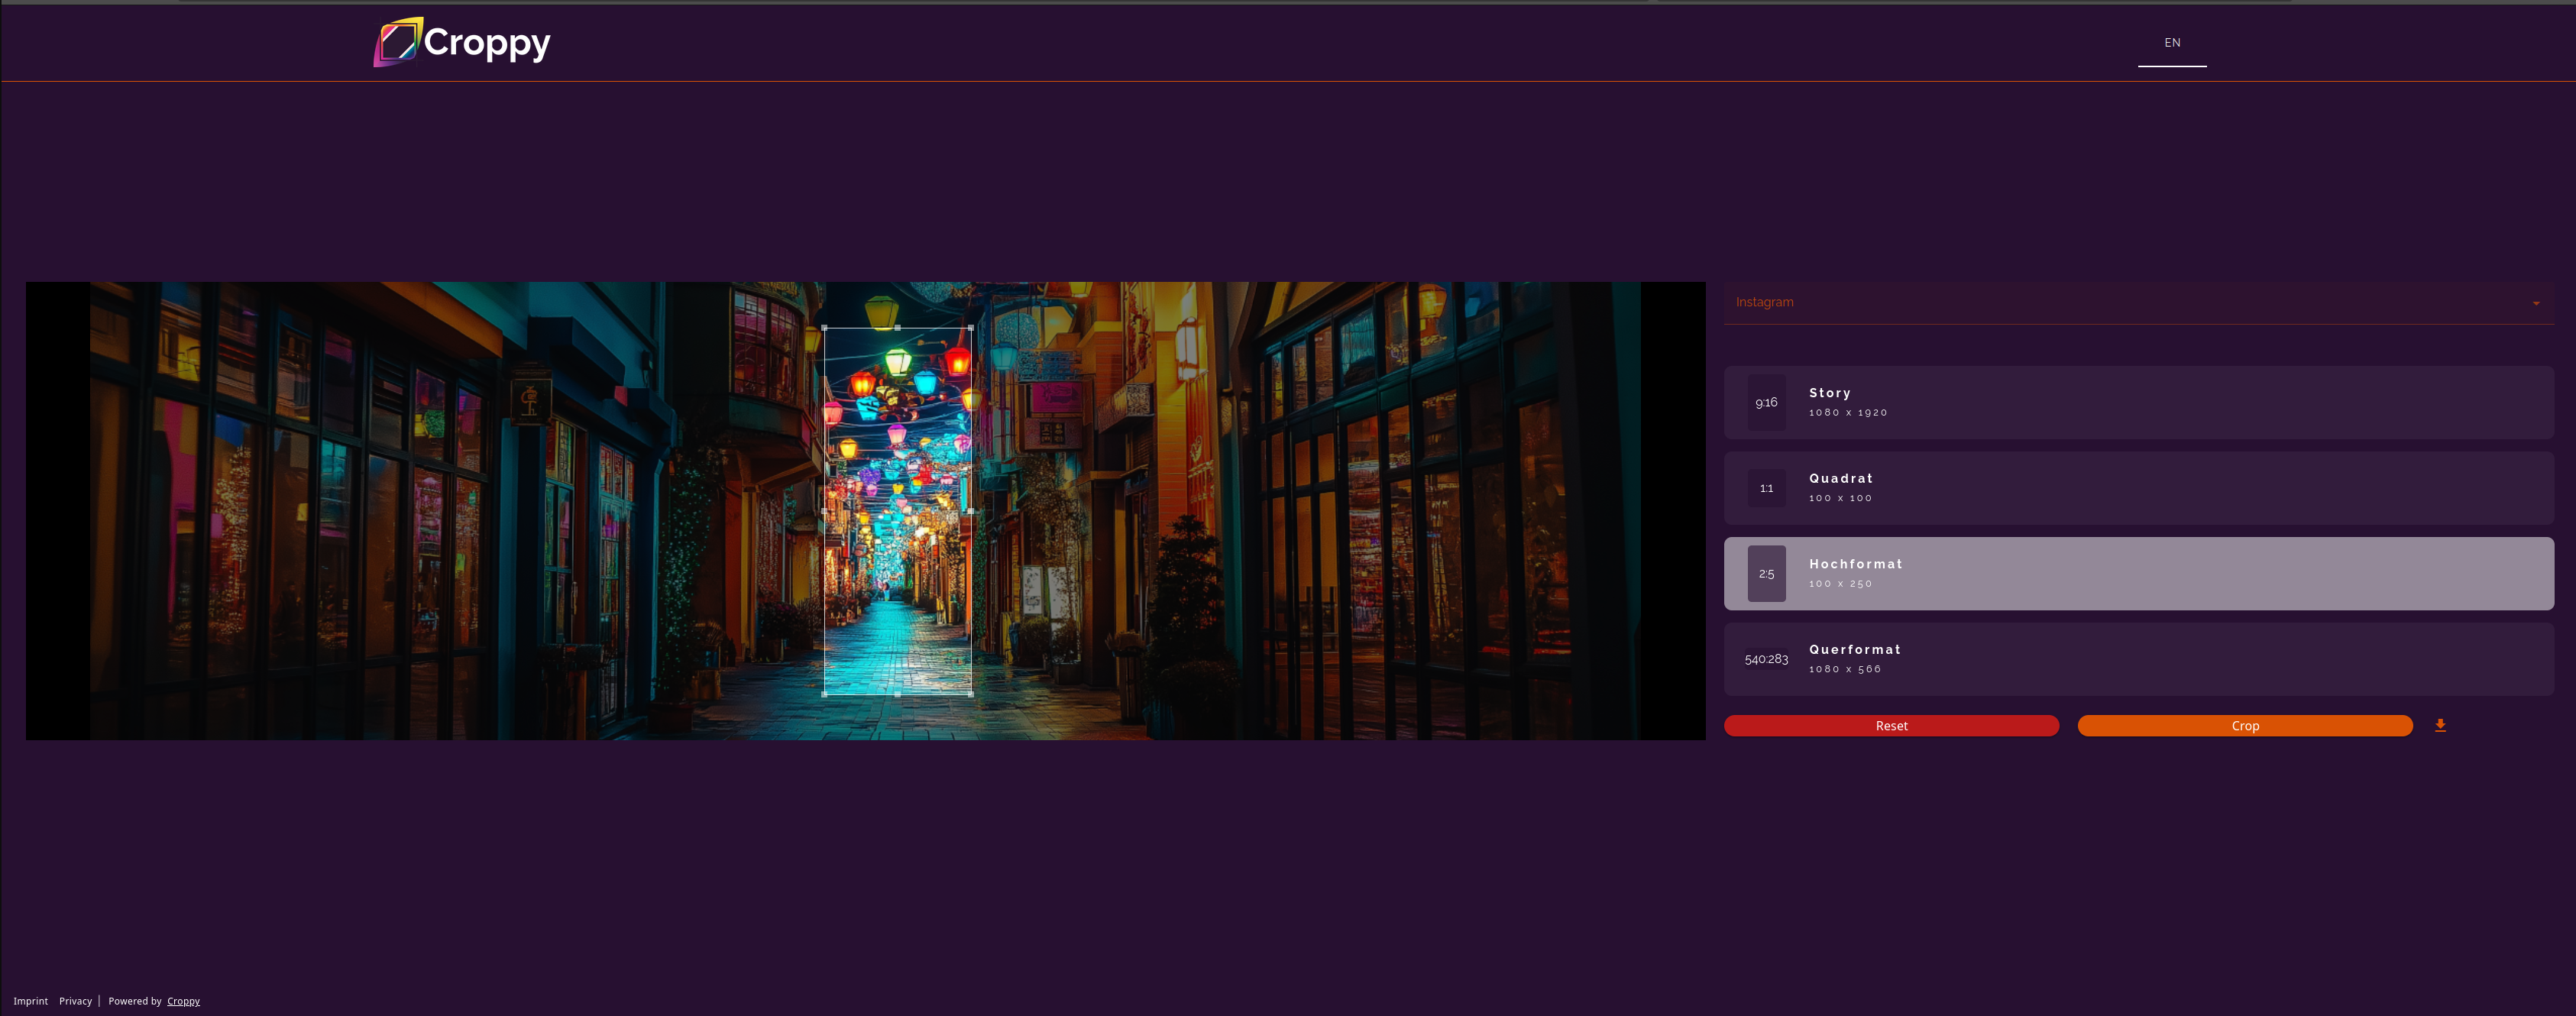 Croppy
EN
Instagram
9:16
Story
1080 x 1920
1:1
Quadrat
100 x 100
2:5
Hochformat
100 x 250
540:283
Querformat
1080 x 566
Reset
Crop
Imprint Privacy | Powered by Croppy